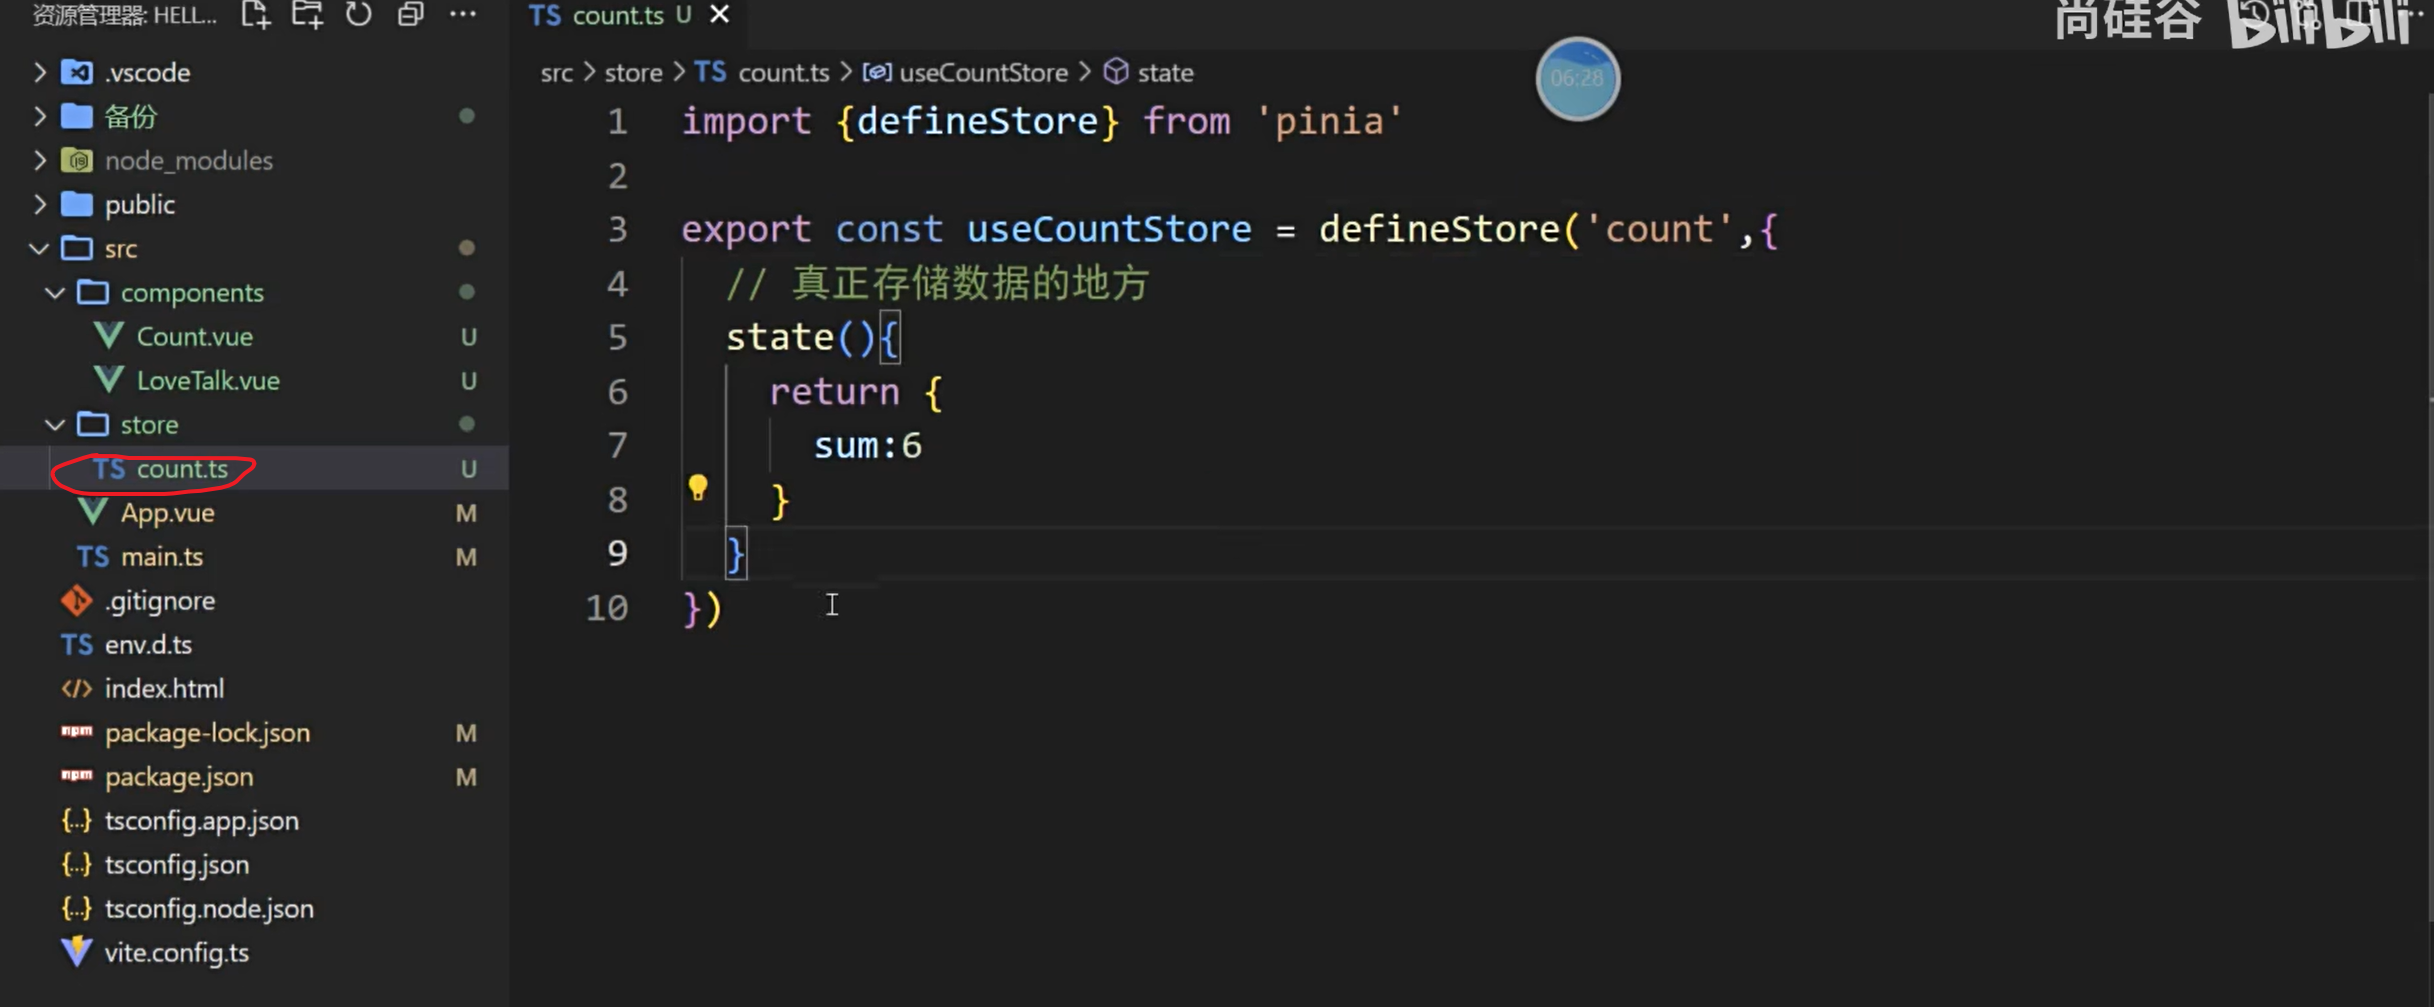 资源管理器: HELL...
.vscode
备份
node_modules
public
src
components
Count.vue U
LoveTalk.vue U
store
TS count.ts U
App.vue M
TS main.ts M
.gitignore
TS env.d.ts
</> index.html
npm package-lock.json M
npm package.json M
{..} tsconfig.app.json
{..} tsconfig.json
{..} tsconfig.node.json
vite.config.ts
TS count.ts U
尚硅谷 bilibili
src > store > TS count.ts > useCountStore > state
06:28
1 import {defineStore} from 'pinia'
2
3 export const useCountStore = defineStore('count',{
4 // 真正存储数据的地方
5 state(){
6 return {
7 sum:6
8 }
9 }
10 })